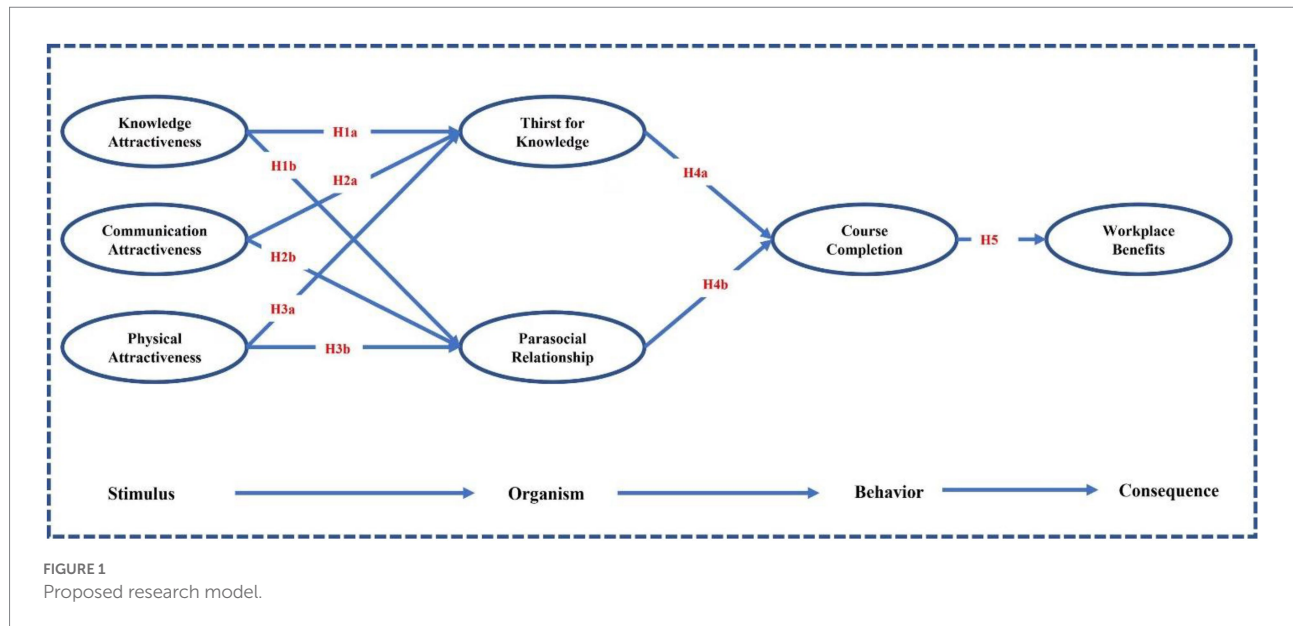 Knowledge
Attractiveness
H1a
Thirst for
Knowledge
H1b
H2a
H4a
Communication
Attractiveness
Course
Completion
H5
Workplace
Benefits
H2b
H4b
H3a
Physical
Attractiveness
H3b
Parasocial
Relationship
Stimulus
Organism
Behavior
Consequence
FIGURE 1
Proposed research model.